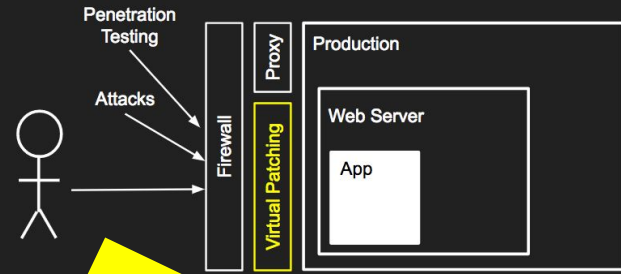 Penetration
Testing
Attacks
Firewall
Proxy
Virtual Patching
Production
Web Server
App